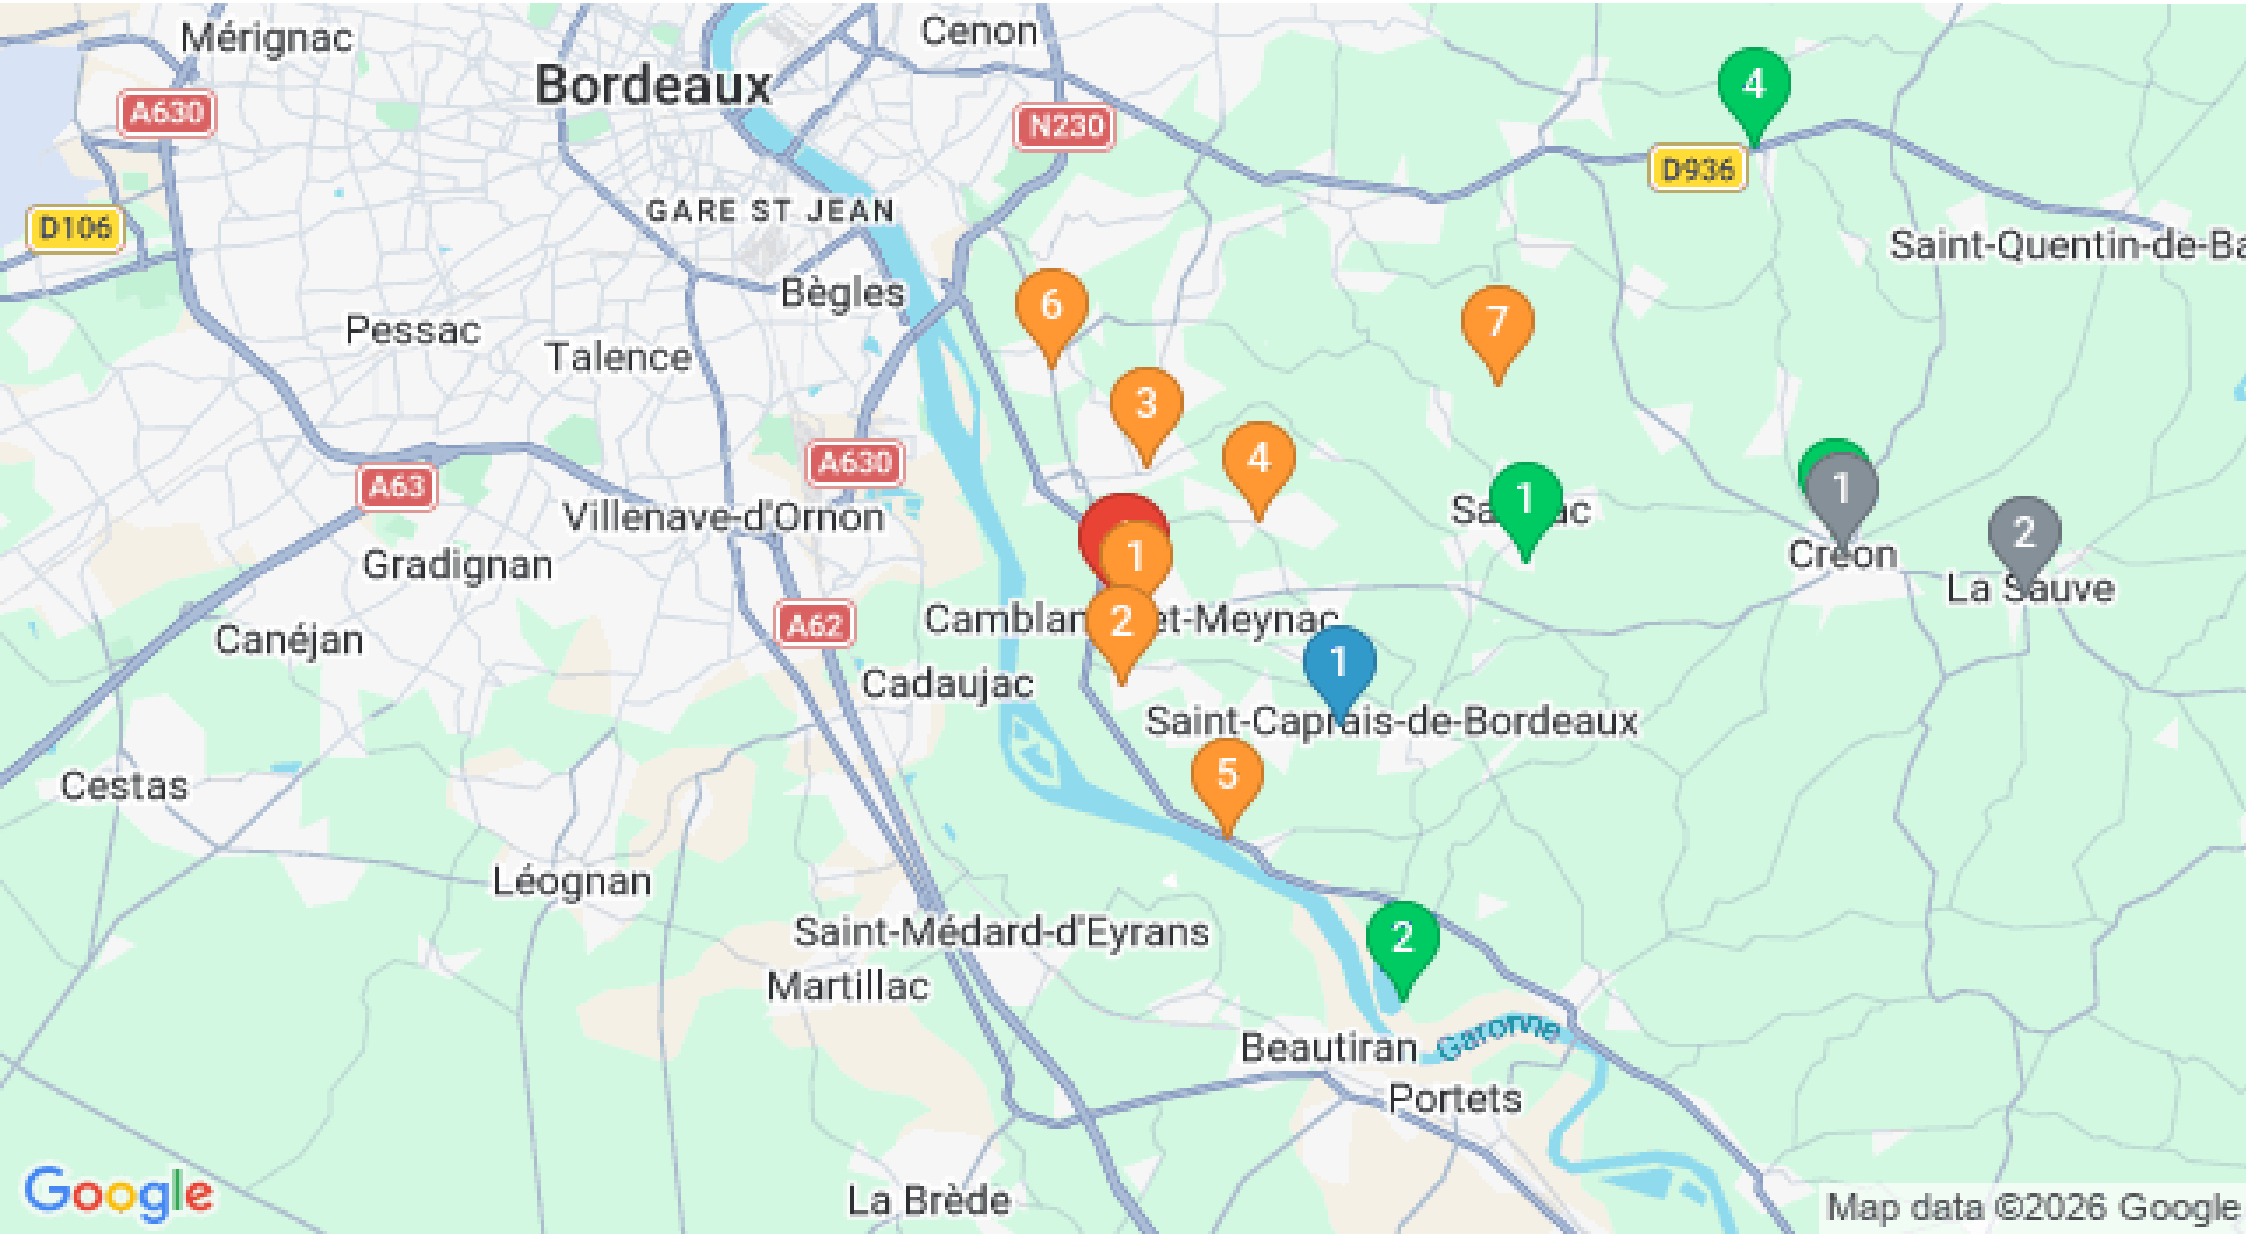 Mérignac
Cenon
Bordeaux
4
A630
N230
D936
GARE ST JEAN
D106
Saint-Quentin-de-Ba
Bègles
6
7
Pessac
Talence
3
4
A630
A63
1
1
Villenave-d'Ornon
2
1
Créon
Gradignan
La Sauve
A62
2
Canéjan
1
Cadaujac
Saint-Caprais-de-Bordeaux
5
Cestas
Léognan
Saint-Médard-d'Eyrans
2
Martillac
Garonne
Beautiran
Portets
La Brède
Google
Map data ©2026 Google